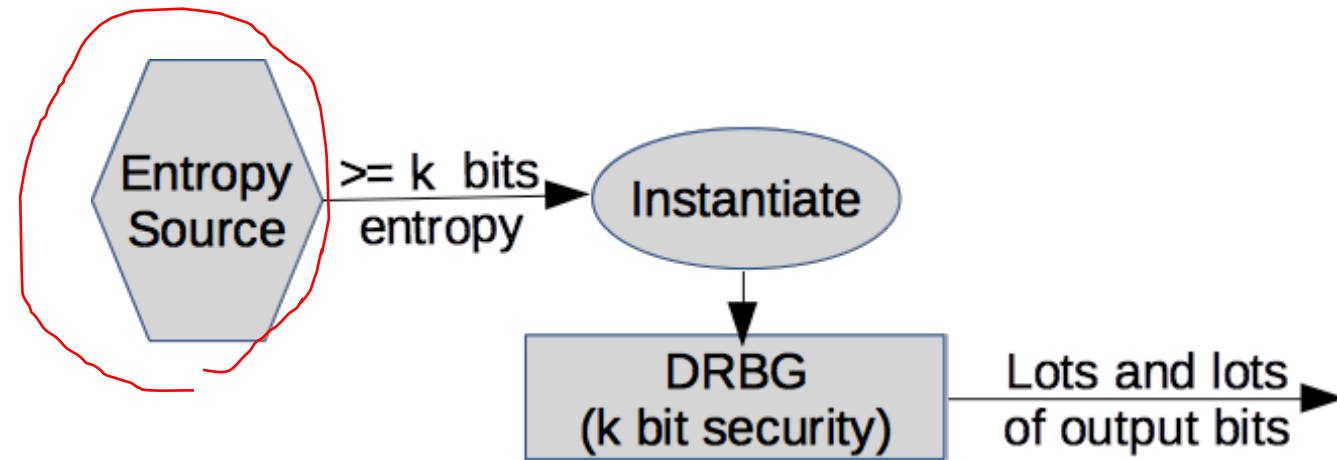 Entropy
Source
>= k bits
entropy
Instantiate
DRBG
(k bit security)
Lots and lots
of output bits